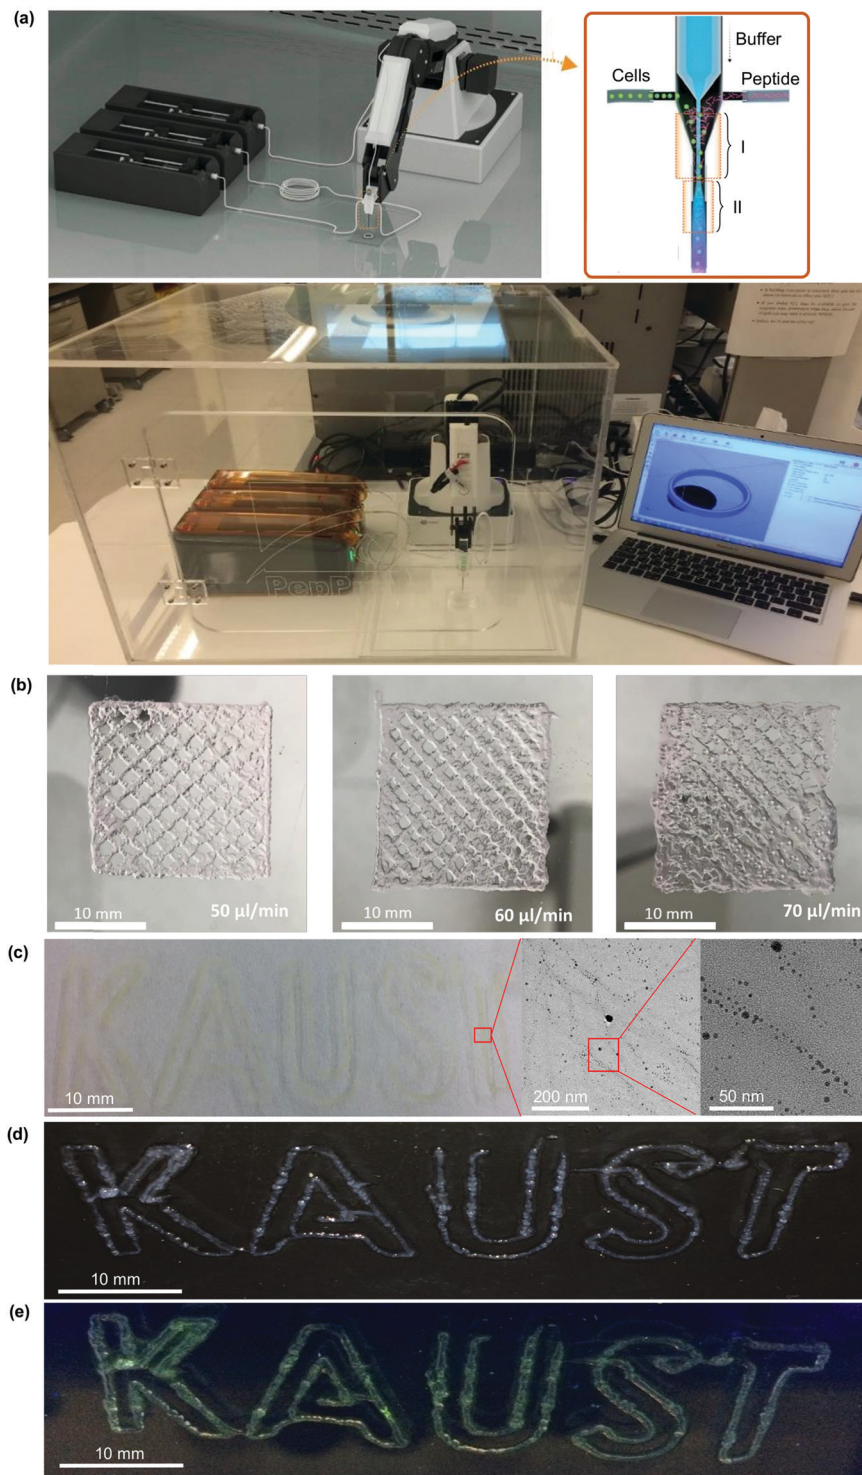 (a)
Buffer
Cells
Peptide
I
II
PepP
(b)
10 mm
50 µl/min
10 mm
60 µl/min
10 mm
70 µl/min
(c)
KAUST
10 mm
200 nm
50 nm
(d)
KAUST
10 mm
(e)
KAUST
10 mm